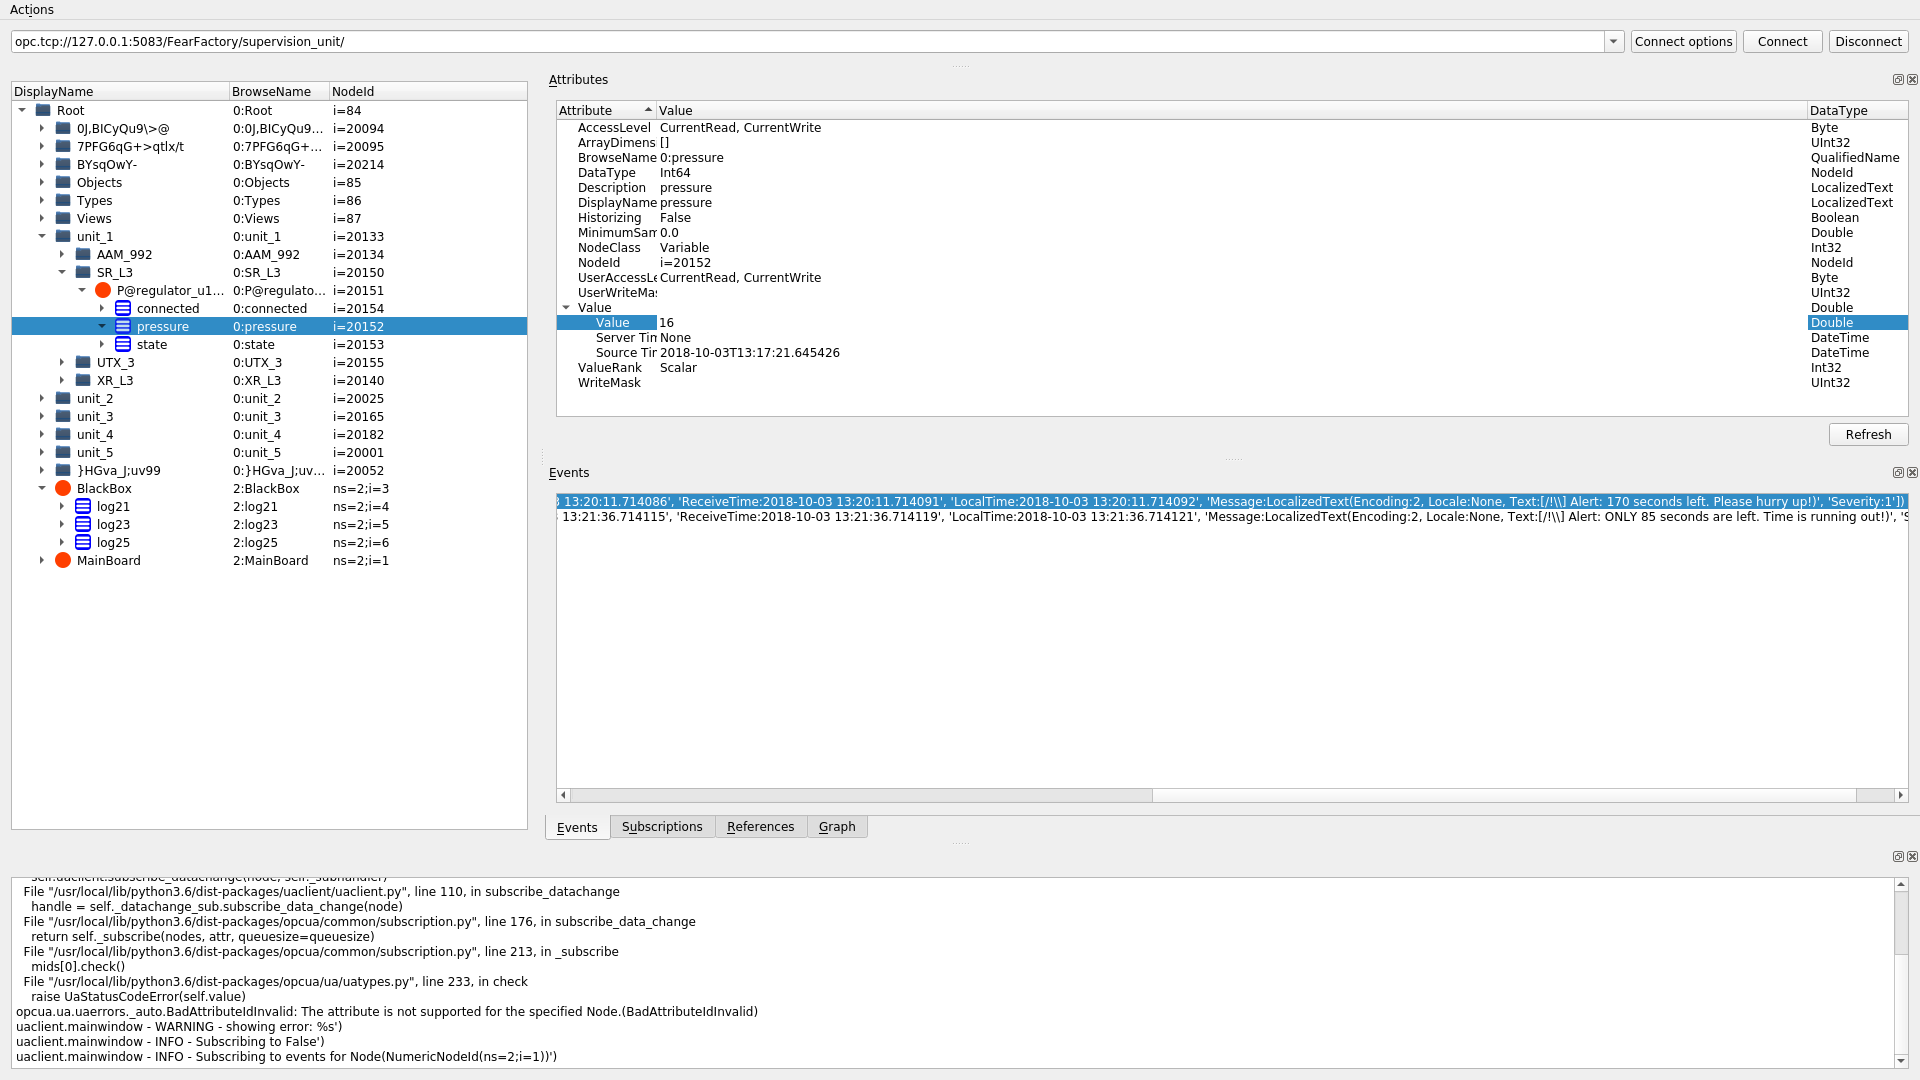 Actions
opc.tcp://127.0.0.1:5083/FearFactory/supervision_unit/
Connect options
Connect
Disconnect
DisplayName BrowseName NodeId
Root 0:Root i=84
0J,BICyQu9\>@ 0:0J,BICyQu9... i=20094
7PFG6qG+>qtlx/t 0:7PFG6qG+... i=20095
BYsqOwY- 0:BYsqOwY- i=20214
Objects 0:Objects i=85
Types 0:Types i=86
Views 0:Views i=87
unit_1 0:unit_1 i=20133
AAM_992 0:AAM_992 i=20134
SR_L3 0:SR_L3 i=20150
P@regulator_u1... 0:P@regulato... i=20151
connected 0:connected i=20154
pressure 0:pressure i=20152
state 0:state i=20153
UTX_3 0:UTX_3 i=20155
XR_L3 0:XR_L3 i=20140
unit_2 0:unit_2 i=20025
unit_3 0:unit_3 i=20165
unit_4 0:unit_4 i=20182
unit_5 0:unit_5 i=20001
}HGva_J;uv99 0:}HGva_J;uv... i=20052
BlackBox 2:BlackBox ns=2;i=3
log21 2:log21 ns=2;i=4
log23 2:log23 ns=2;i=5
log25 2:log25 ns=2;i=6
MainBoard 2:MainBoard ns=2;i=1
Attributes
Attribute Value DataType
AccessLevel CurrentRead, CurrentWrite Byte
ArrayDimens [] UInt32
BrowseName 0:pressure QualifiedName
DataType Int64 NodeId
Description pressure LocalizedText
DisplayName pressure LocalizedText
Historizing False Boolean
MinimumSam 0.0 Double
NodeClass Variable Int32
NodeId i=20152 NodeId
UserAccessLe CurrentRead, CurrentWrite Byte
UserWriteMa UInt32
Value Double
Value 16 Double
Server Tim None DateTime
Source Tim 2018-10-03T13:17:21.645426 DateTime
ValueRank Scalar Int32
WriteMask UInt32
Refresh
Events
13:20:11.714086', 'ReceiveTime:2018-10-03 13:20:11.714091', 'LocalTime:2018-10-03 13:20:11.714092', 'Message:LocalizedText(Encoding:2, Locale:None, Text:[/!\\] Alert: 170 seconds left. Please hurry up!)', 'Severity:1'])
13:21:36.714115', 'ReceiveTime:2018-10-03 13:21:36.714119', 'LocalTime:2018-10-03 13:21:36.714121', 'Message:LocalizedText(Encoding:2, Locale:None, Text:[/!\\] Alert: ONLY 85 seconds are left. Time is running out!)', 'S
Events Subscriptions References Graph
self.uaclient.subscribe_datachange(node, self._subhandler)
File "/usr/local/lib/python3.6/dist-packages/uaclient/uaclient.py", line 110, in subscribe_datachange
handle = self._datachange_sub.subscribe_data_change(node)
File "/usr/local/lib/python3.6/dist-packages/opcua/common/subscription.py", line 176, in subscribe_data_change
return self._subscribe(nodes, attr, queuesize=queuesize)
File "/usr/local/lib/python3.6/dist-packages/opcua/common/subscription.py", line 213, in _subscribe
mids[0].check()
File "/usr/local/lib/python3.6/dist-packages/opcua/ua/uatypes.py", line 233, in check
raise UaStatusCodeError(self.value)
opcua.ua.uaerrors._auto.BadAttributeIdInvalid: The attribute is not supported for the specified Node.(BadAttributeIdInvalid)
uaclient.mainwindow - WARNING - showing error: %s')
uaclient.mainwindow - INFO - Subscribing to False')
uaclient.mainwindow - INFO - Subscribing to events for Node(NumericNodeId(ns=2;i=1))')